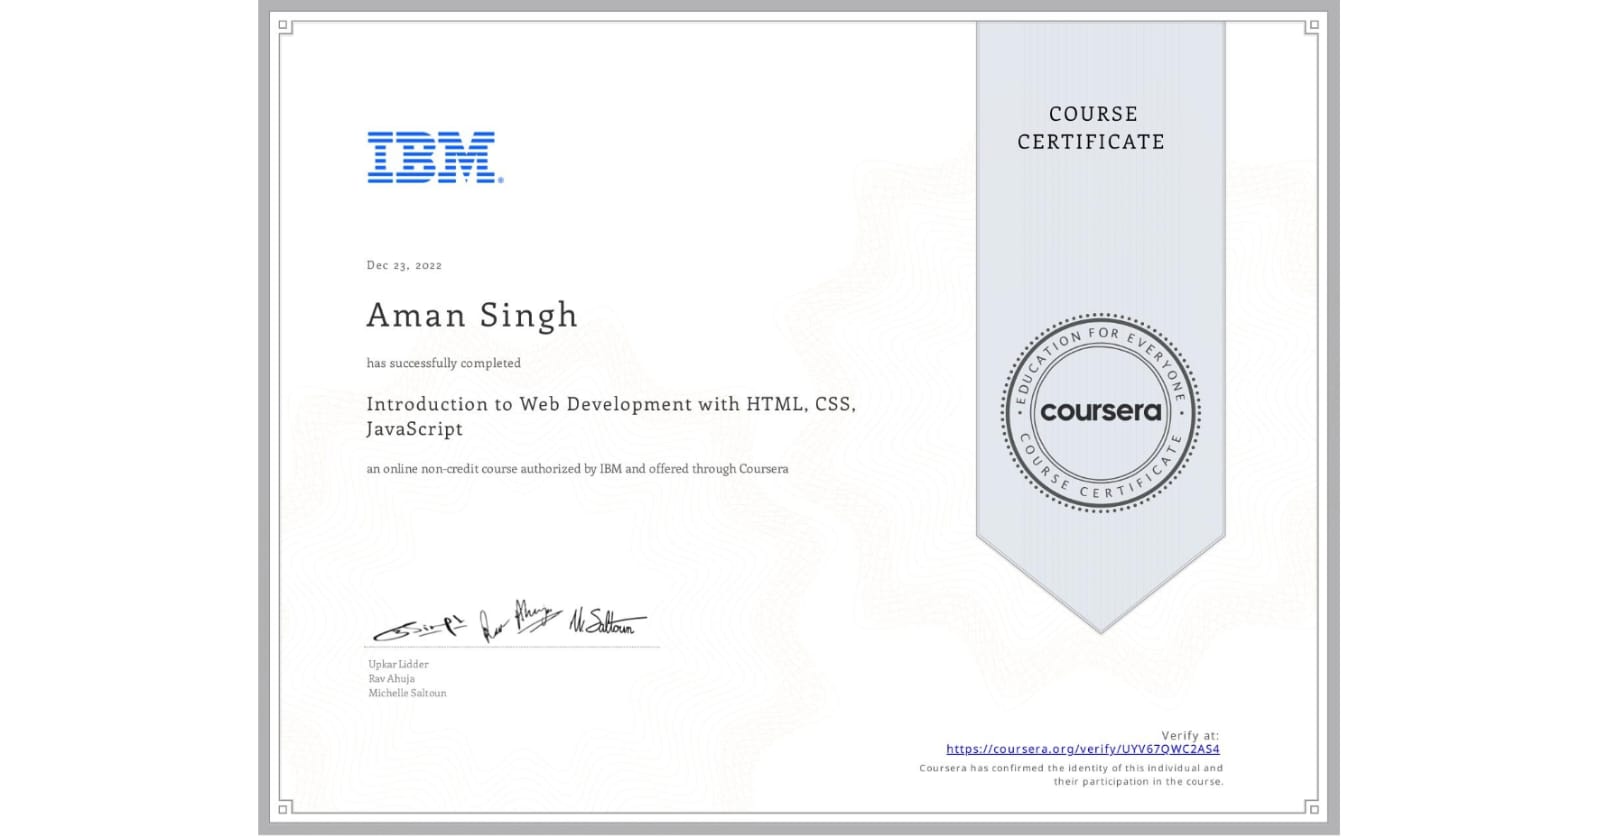 COURSE
CERTIFICATE
IBM
Dec 23, 2022
Aman Singh
has successfully completed
Introduction to Web Development with HTML, CSS,
JavaScript
an online non-credit course authorized by IBM and offered through Coursera
EDUCATION FOR EVERYONE
coursera
COURSE CERTIFICATE
Rav Ahuja
M. Saltoun
Upkar Lidder
Rav Ahuja
Michelle Saltoun
Verify at:
https://coursera.org/verify/UYV67QWC2AS4
Coursera has confirmed the identity of this individual and
their participation in the course.